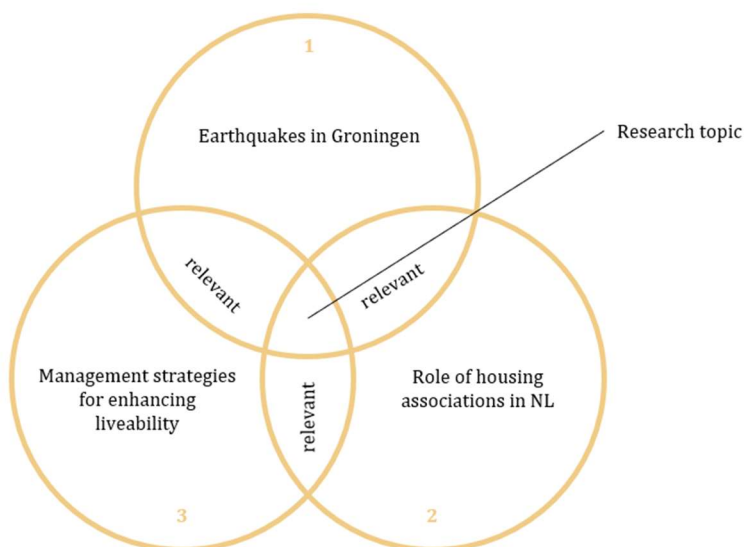 1
Earthquakes in Groningen
Research topic
relevant
relevant
Management strategies
for enhancing
liveability
relevant
Role of housing
associations in NL
3
2